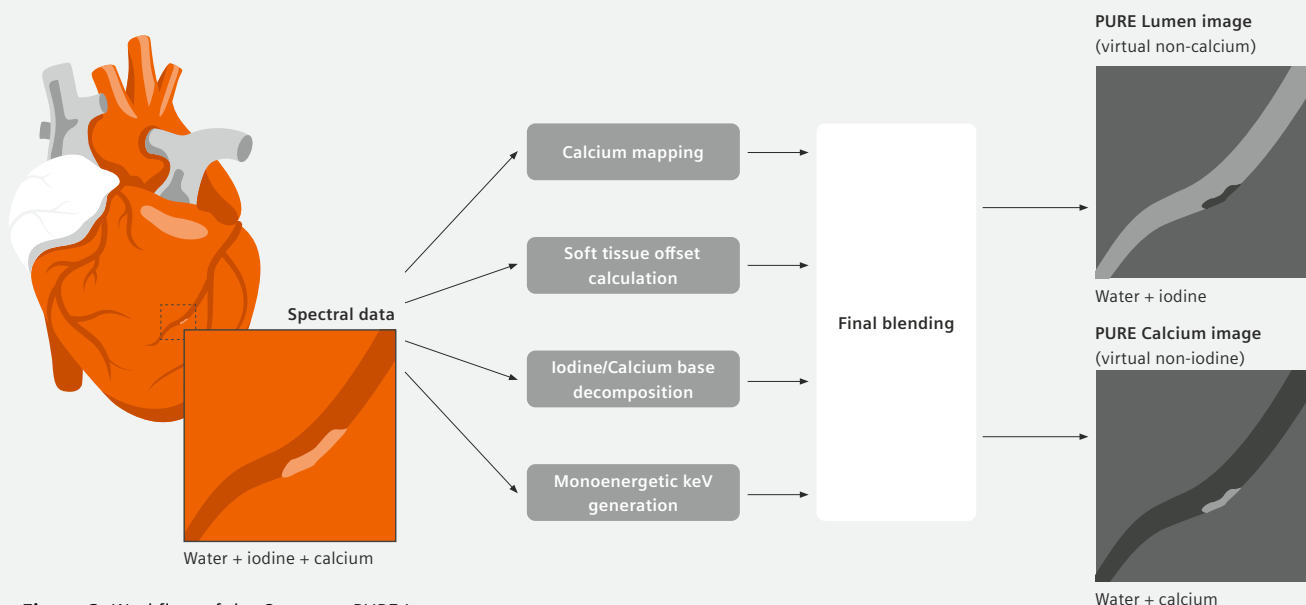 PURE Lumen image
(virtual non-calcium)
Calcium mapping
Soft tissue offset
calculation
Spectral data
Final blending
Water + iodine
PURE Calcium image
(virtual non-iodine)
Iodine/Calcium base
decomposition
Monoenergetic keV
generation
Water + iodine + calcium
Water + calcium